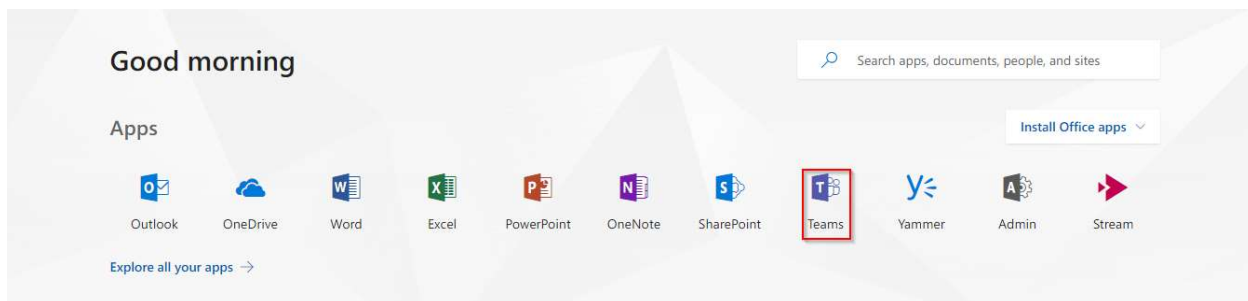 Good morning
Search apps, documents, people, and sites
Apps
Install Office apps
Outlook OneDrive Word Excel PowerPoint OneNote SharePoint Teams Yammer Admin Stream
Explore all your apps →